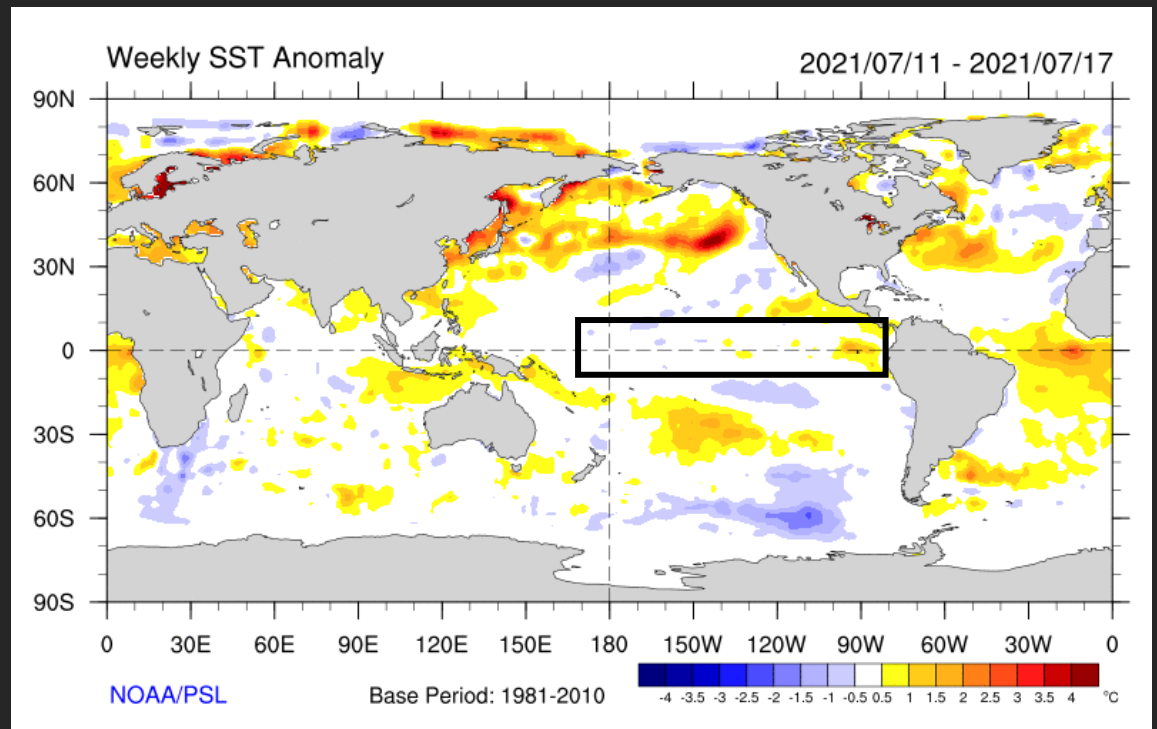 Weekly SST Anomaly 2021/07/11 - 2021/07/17
90N
60N
30N
0
30S
60S
90S
0 30E 60E 90E 120E 150E 180 150W 120W 90W 60W 30W 0
NOAA/PSL Base Period: 1981-2010
-4 -3.5 -3 -2.5 -2 -1.5 -1 -0.5 0.5 1 1.5 2 2.5 3 3.5 4 °C